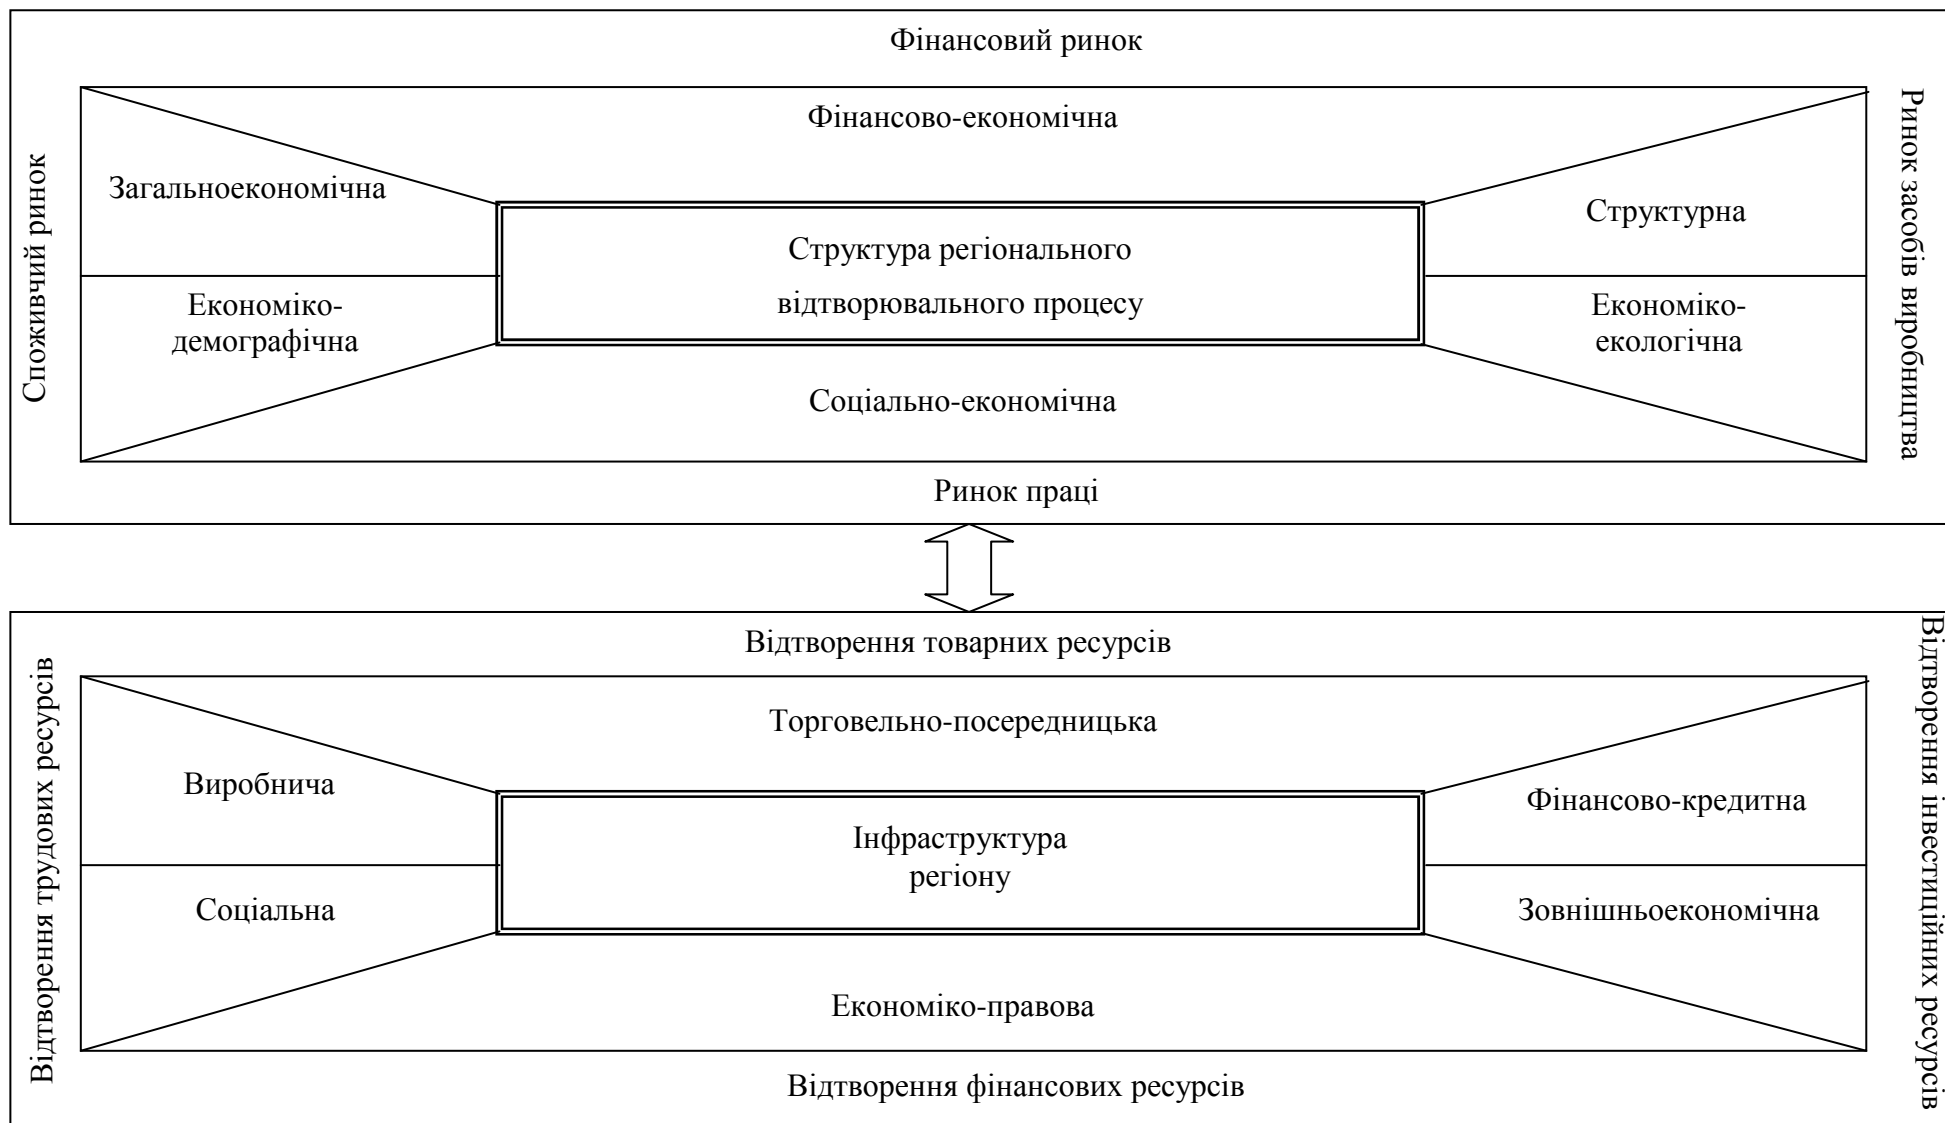 Фінансовий ринок
Фінансово-економічна
Споживчий ринок
Загальноекономічна
Структура регіонального
відтворювального процесу
Структурна
Ринок засобів виробництва
Економіко-
демографічна
Економіко-
екологічна
Соціально-економічна
Ринок праці
Відтворення товарних ресурсів
Торговельно-посередницька
Відтворення трудових ресурсів
Виробнича
Інфраструктура
регіону
Фінансово-кредитна
Відтворення інвестиційних ресурсів
Соціальна
Зовнішньоекономічна
Економіко-правова
Відтворення фінансових ресурсів